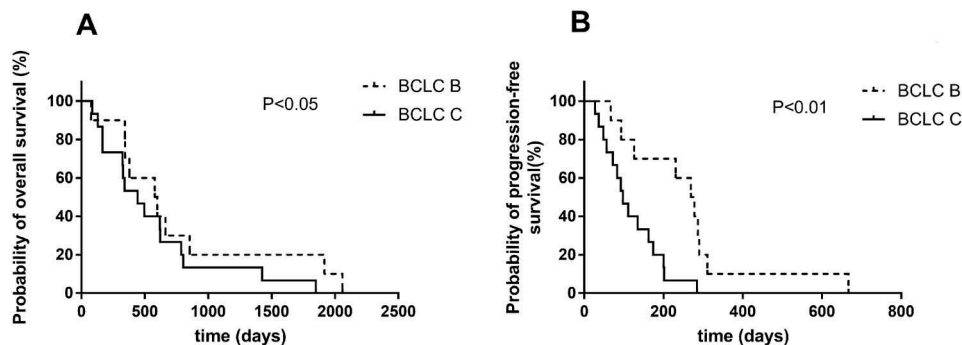 A
Probability of overall survival (%)
100
80
60
40
20
0
0 500 1000 1500 2000 2500
time (days)
P<0.05
BCLC B
BCLC C
B
Probability of progression-free
survival(%)
100
80
60
40
20
0
0 200 400 600 800
time (days)
P<0.01
BCLC B
BCLC C